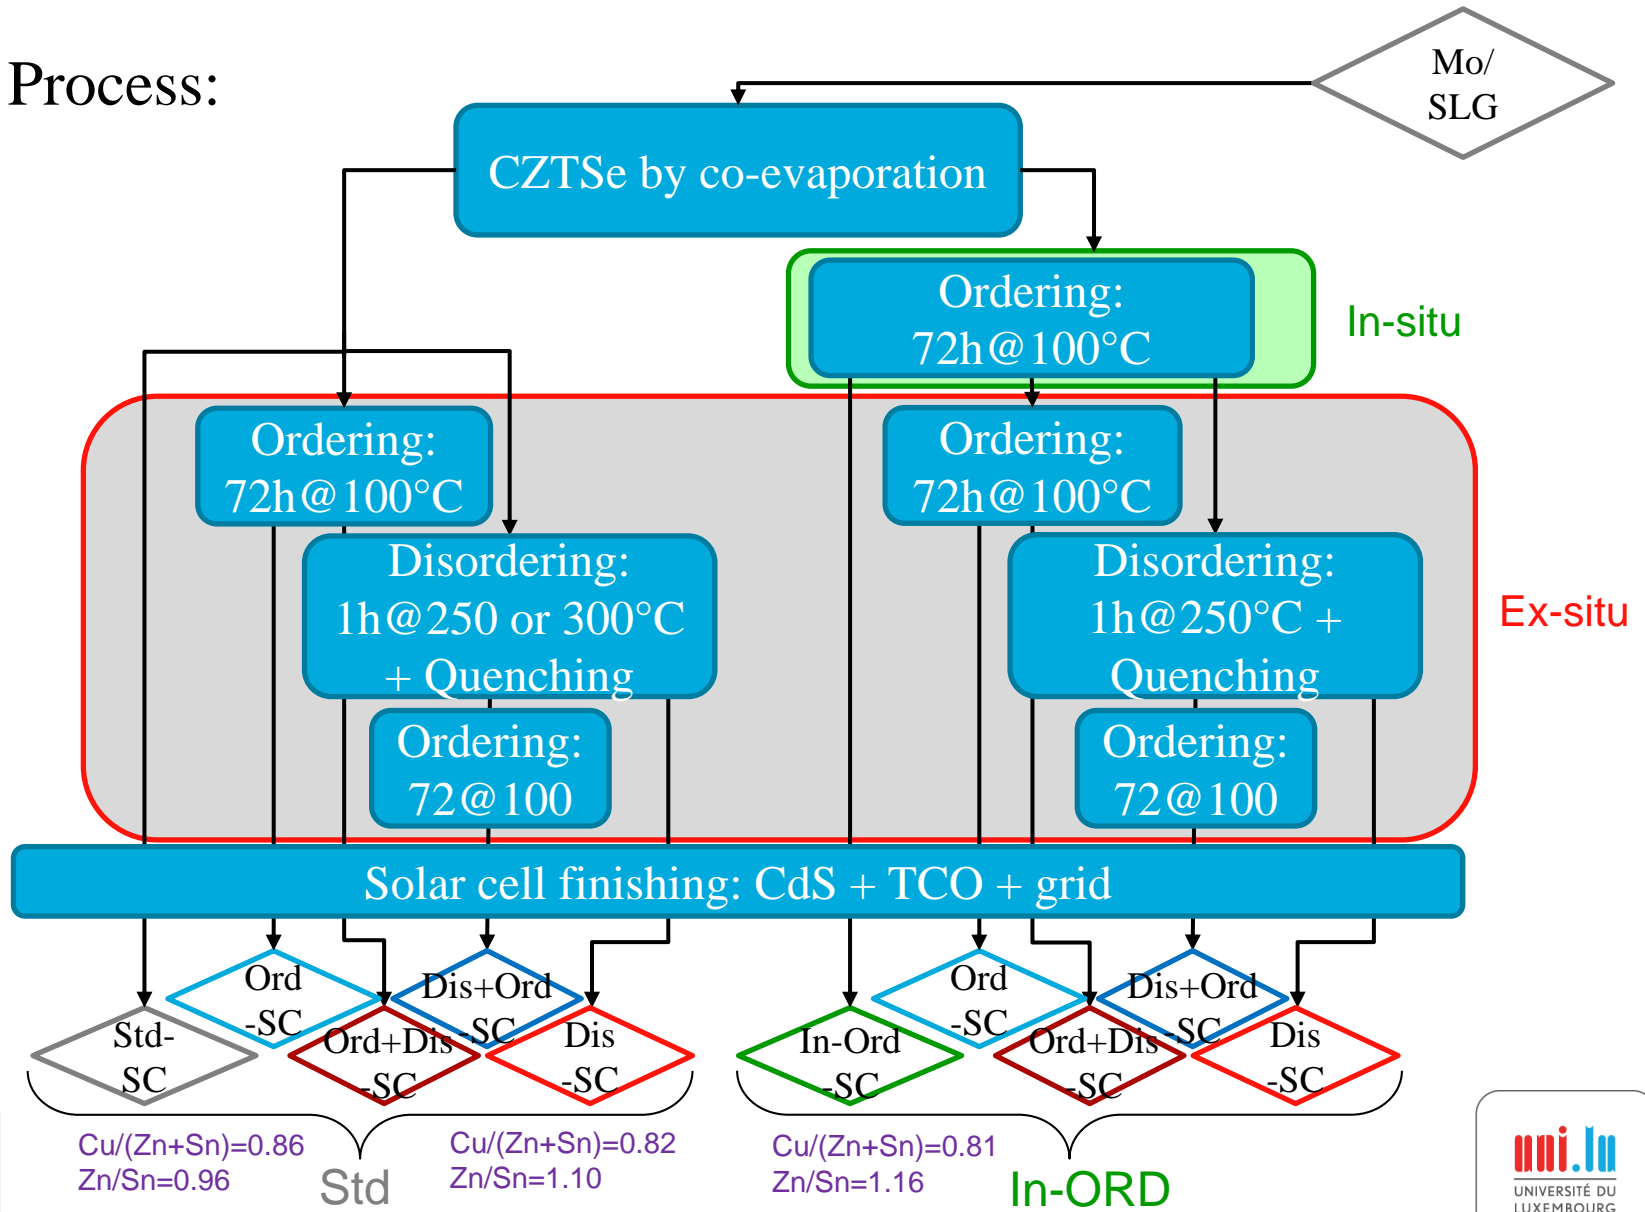 Process:
Mo/
SLG
CZTSe by co-evaporation
Ordering:
72h@100°C
In-situ
Ordering:
72h@100°C
Ordering:
72h@100°C
Disordering:
1h@250 or 300°C
+ Quenching
Disordering:
1h@250°C +
Quenching
Ex-situ
Ordering:
72@100
Ordering:
72@100
Solar cell finishing: CdS + TCO + grid
Std-
SC
Ord
-SC
Ord+Dis
-SC
Dis+Ord
-SC
Dis
-SC
In-Ord
-SC
Ord
-SC
Ord+Dis
-SC
Dis+Ord
-SC
Dis
-SC
Cu/(Zn+Sn)=0.86
Zn/Sn=0.96
Std
Cu/(Zn+Sn)=0.82
Zn/Sn=1.10
Cu/(Zn+Sn)=0.81
Zn/Sn=1.16
In-ORD
uni.lu
UNIVERSITÉ DU
LUXEMBOURG